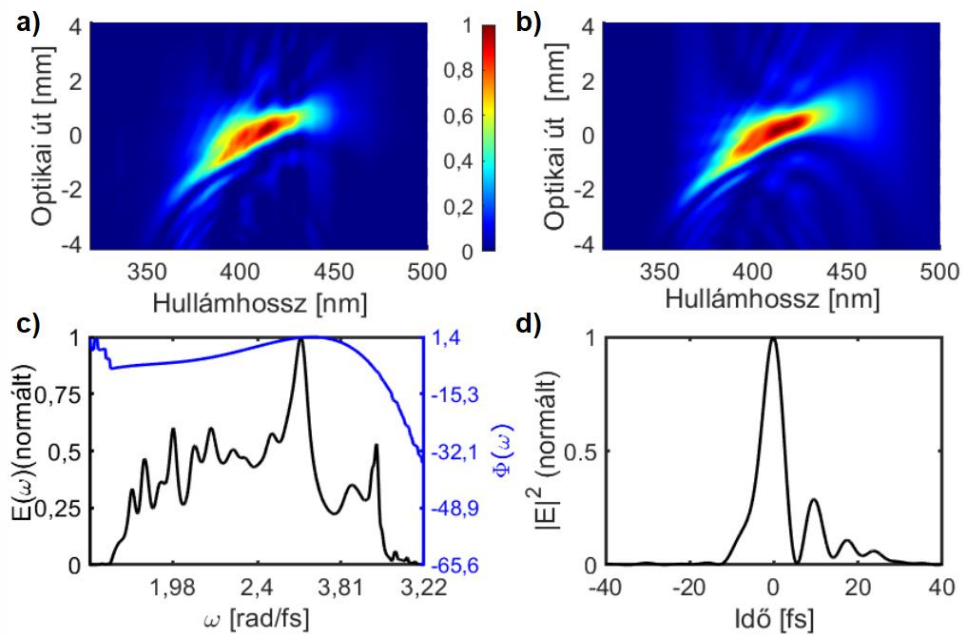 a)
4
2
0
-2
-4
Optikai út [mm]
350 400 450 500
Hullámhossz [nm]
1
0,8
0,6
0,4
0,2
0
b)
4
2
0
-2
-4
Optikai út [mm]
350 400 450 500
Hullámhossz [nm]
c)
1
0,75
0,5
0,25
0
E(ω)(normált)
1,98 2,4 3,81 3,22
ω [rad/fs]
1,4
-15,3
-32,1
-48,9
-65,6
Φ(ω)
d)
1
0,5
0
|E|² (normált)
-40 -20 0 20 40
Idő [fs]